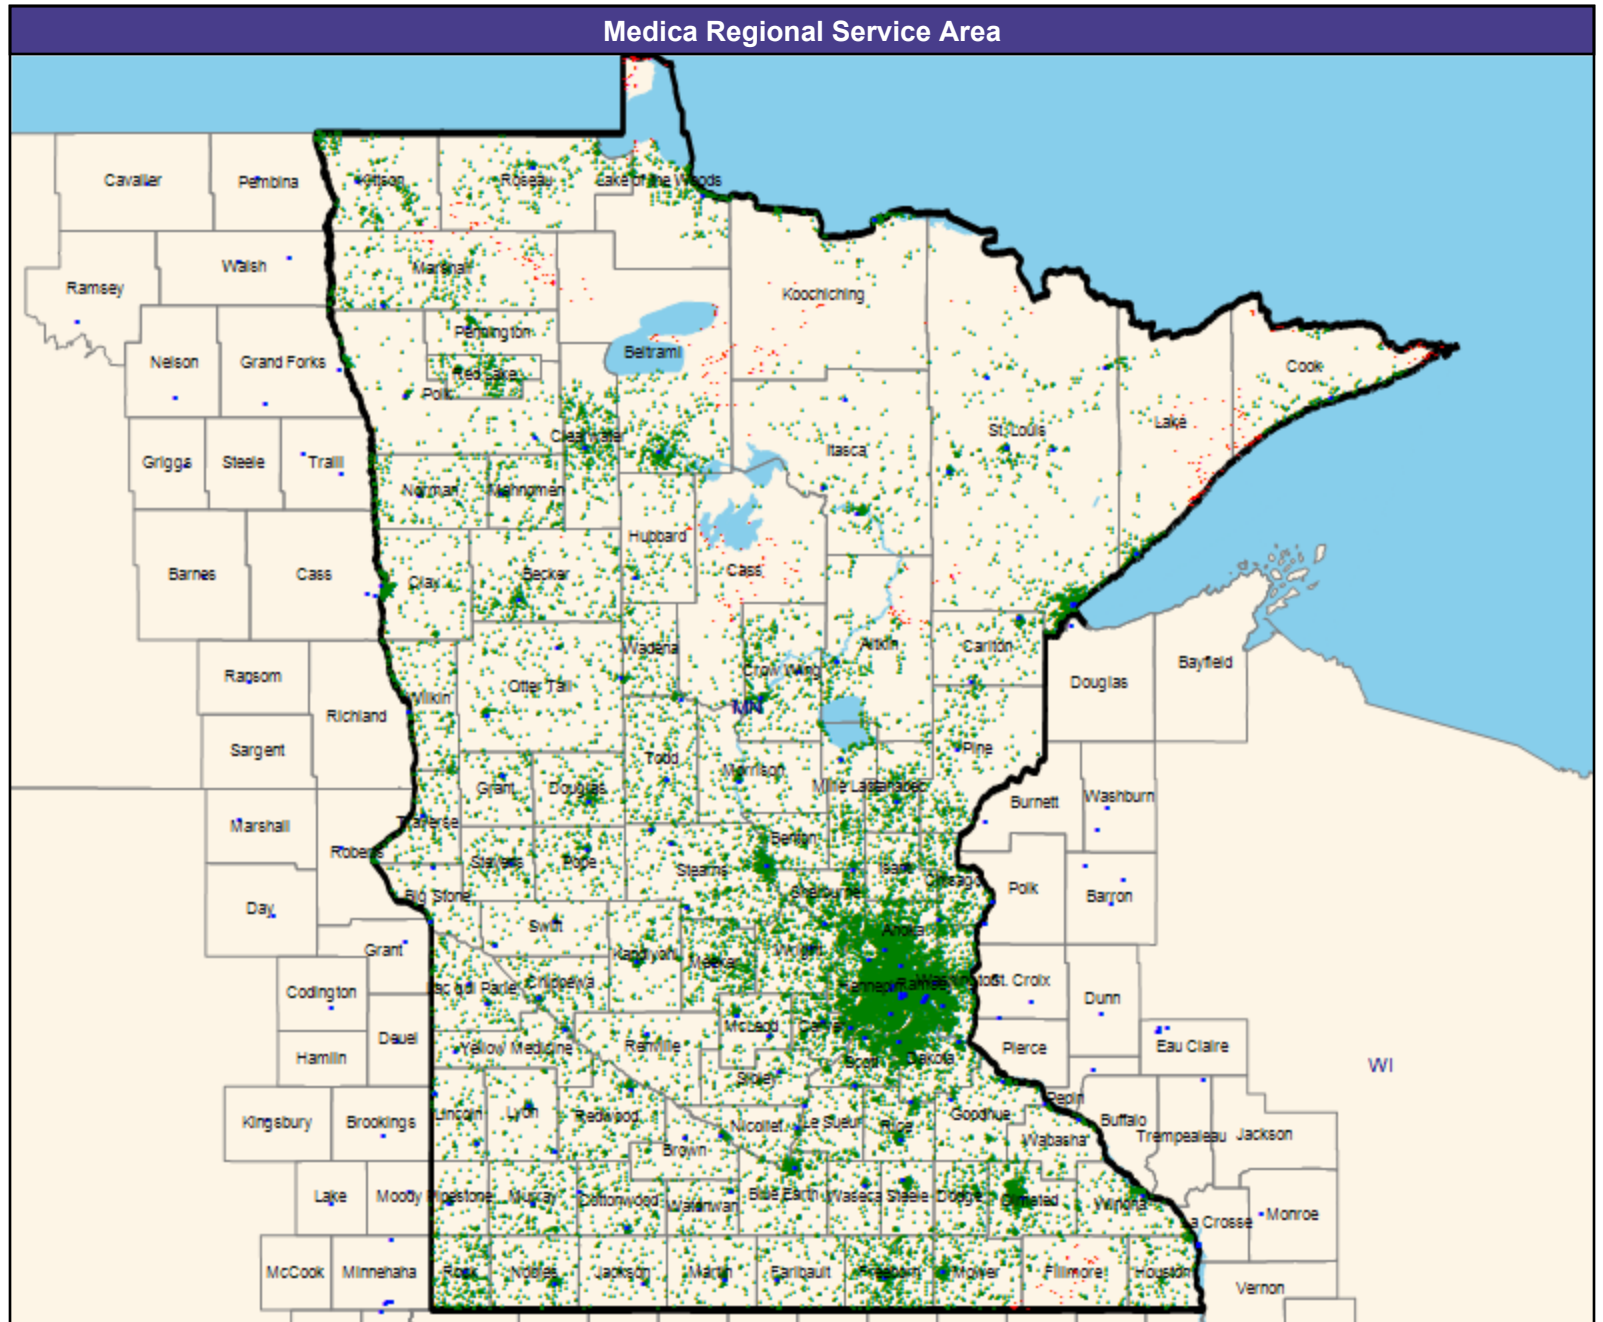 Medica Regional Service Area
Cavalier
Pembina
Kittson
Roseau
Lake of the Woods
Ramsey
Walsh
Marshall
Koochiching
Nelson
Grand Forks
Pennington
Red Lake
Polk
Beltrami
Cook
Lake
St. Louis
Itasca
Clearwater
Griggs
Steele
Traill
Norman
Mahnomen
Hubbard
Cass
Barnes
Cass
Clay
Becker
Wadena
Crow Wing
Aitkin
Carlton
Douglas
Bayfield
Ransom
Richland
Wilkin
Otter Tail
MN
Sargent
Todd
Morrison
Pine
Grant
Douglas
Mille Lacs
Kanabec
Burnett
Washburn
Marshall
Roberts
Traverse
Stevens
Pope
Stearns
Benton
Isanti
Chisago
Polk
Barron
Day
Big Stone
Sherburne
Swift
Anoka
Grant
Kandiyohi
Meeker
Wright
Hennepin
Ramsey
Washington
St. Croix
Dunn
Codington
Lac qui Parle
Chippewa
McLeod
Carver
Deuel
Hamlin
Yellow Medicine
Renville
Scott
Dakota
Pierce
Eau Claire
WI
Sibley
Kingsbury
Brookings
Lincoln
Lyon
Redwood
Nicollet
Le Sueur
Rice
Goodhue
Pepin
Buffalo
Trempealeau
Jackson
Wabasha
Brown
Lake
Moody
Pipestone
Murray
Cottonwood
Watonwan
Blue Earth
Waseca
Steele
Dodge
Olmsted
Winona
La Crosse
Monroe
McCook
Minnehaha
Rock
Nobles
Jackson
Martin
Faribault
Freeborn
Mower
Fillmore
Houston
Vernon